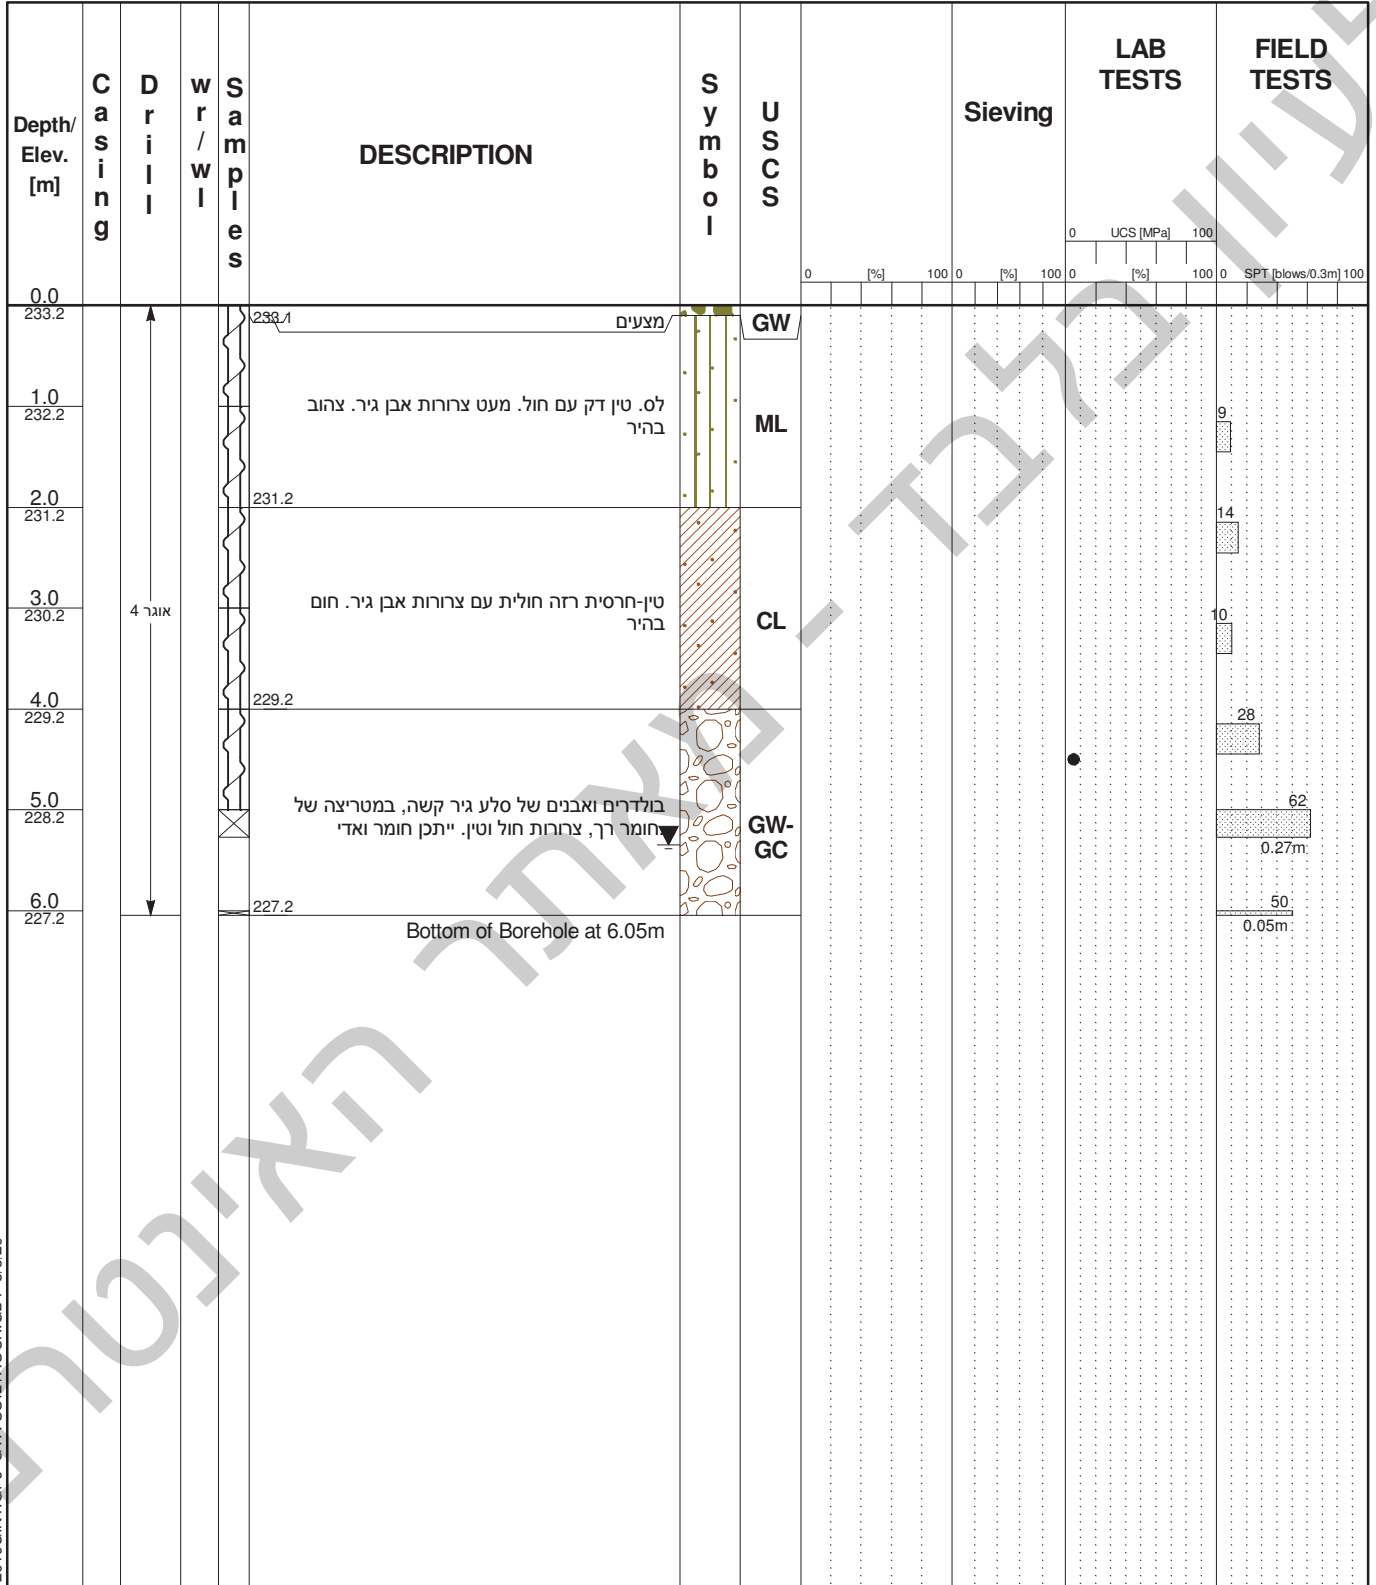 Depth/
Elev.
[m]
Casing
Drill
wr/wl
Samples
DESCRIPTION
Symbol
USCS
Sieving
LAB
TESTS
FIELD
TESTS
0 UCS [MPa] 100
0 [%] 100 0 [%] 100 0 [%] 100 0 SPT [blows/0.3m] 100
0.0
233.2
233.1
מצעים
GW
1.0
232.2
לס. טין דק עם חול. מעט צרורות אבן גיר. צהוב
בהיר
ML
9
2.0
231.2
231.2
14
3.0
230.2
אוגר 4
טין-חרסית רזה חולית עם צרורות אבן גיר. חום
בהיר
CL
10
4.0
229.2
229.2
28
5.0
228.2
בולדרים ואבנים של סלע גיר קשה, במטריצה של
חומר רך, צרורות חול וטין. ייתכן חומר ואדי
GW-
GC
62
0.27m
6.0
227.2
227.2
50
0.05m
Bottom of Borehole at 6.05m
לעיון בלבד - מאתר האינטר